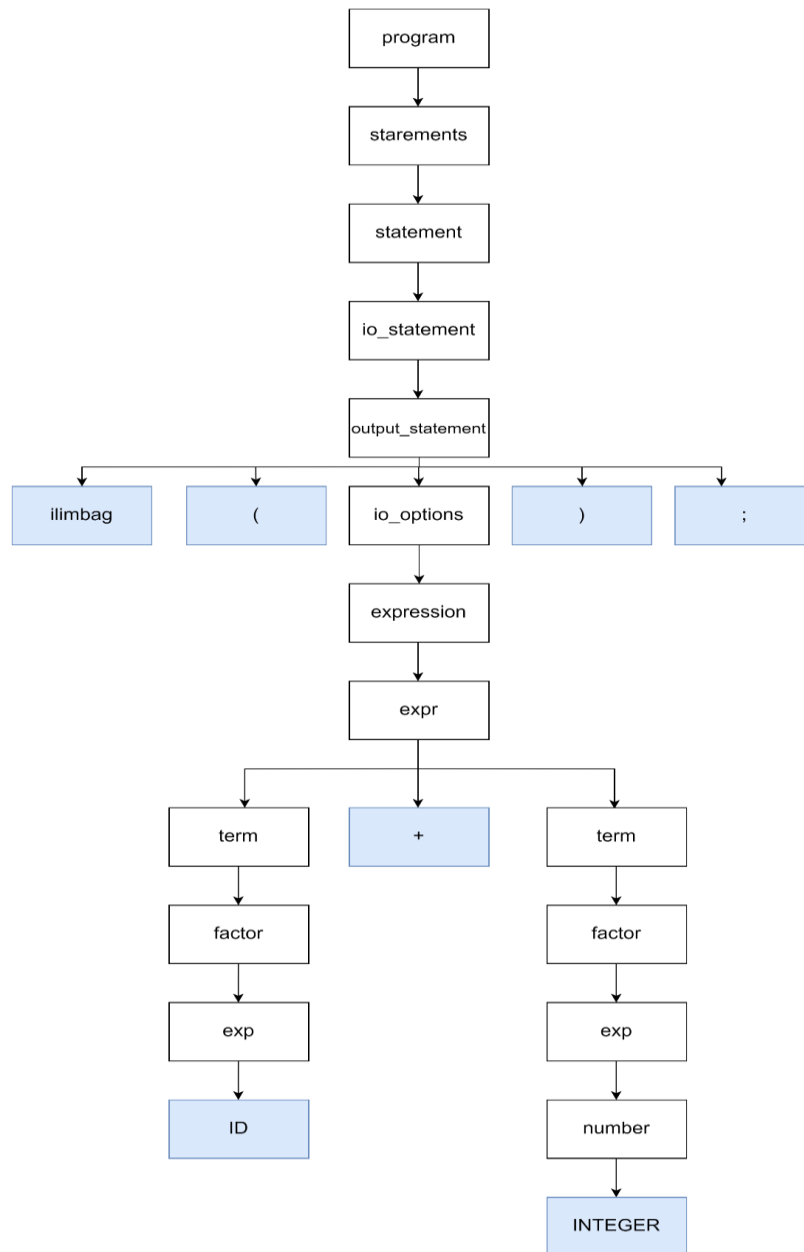 program
starements
statement
io_statement
output_statement
ilimbag
(
io_options
)
;
expression
expr
term
+
term
factor
factor
exp
exp
ID
number
INTEGER